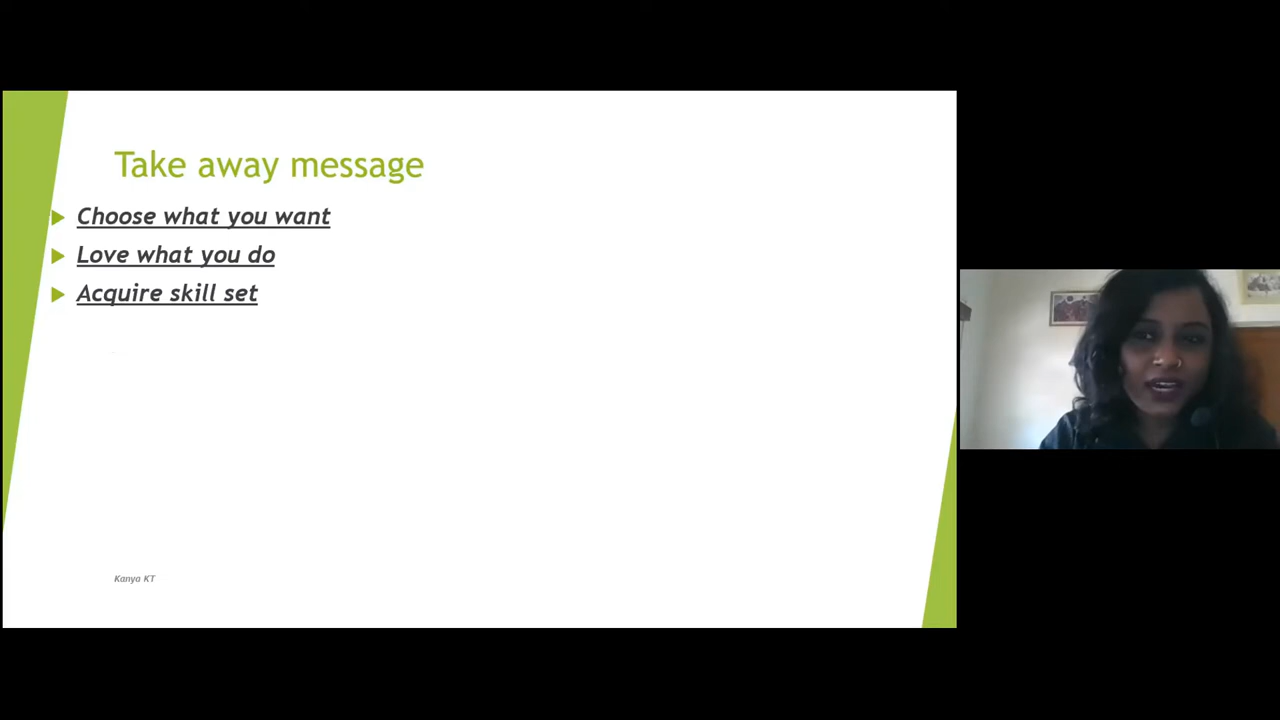 Take away message
Choose what you want
Love what you do
Acquire skill set
Kanya KT